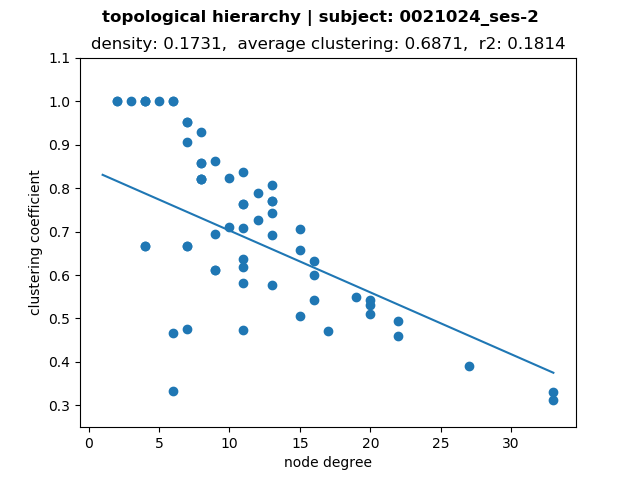 topological hierarchy | subject: 0021024_ses-2
density: 0.1731,  average clustering: 0.6871,  r2: 0.1814
1.1
1.0
0.9
0.8
0.7
0.6
0.5
0.4
0.3
clustering coefficient
0 5 10 15 20 25 30
node degree